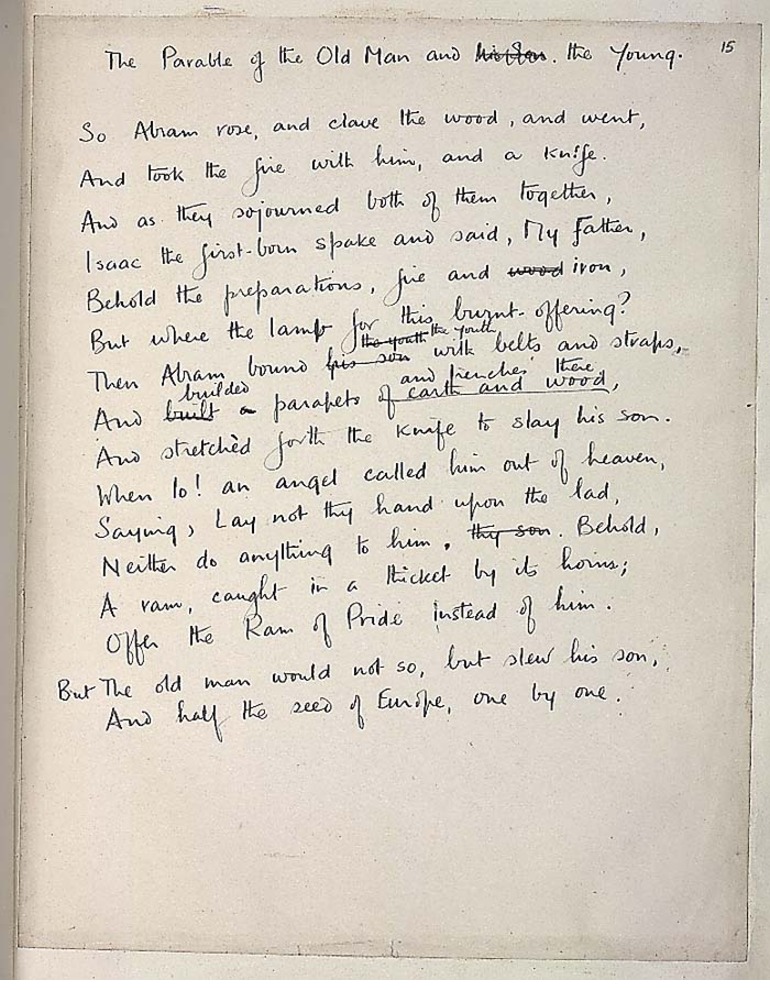 15
The Parable of the Old Man and his Son. the Young.
So Abram rose, and clave the wood, and went,
And took the fire with him, and a knife.
And as they sojourned both of them together,
Isaac the first-born spake and said, My Father,
Behold the preparations, fire and wood iron,
But where the lamb for this burnt-offering?
the youth the youth
Then Abram bound his son with belts and straps,
builded and trenches there,
And built a parapets of earth and wood,
And stretchèd forth the knife to slay his son.
When lo! an angel called him out of heaven,
Saying, Lay not thy hand upon the lad,
Neither do anything to him. thy son. Behold,
A ram, caught in a thicket by its horns;
Offer the Ram of Pride instead of him.
But The old man would not so, but slew his son,
And half the seed of Europe, one by one.